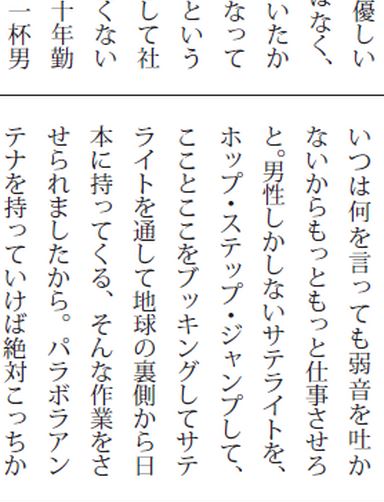 優しい
はなく、
いたか
なって
という
して社
くない
十年勤
一杯男
いつは何を言っても弱音を吐か
ないからもっともっと仕事させろ
と。男性しかしないサテライトを、
ホップ・ステップ・ジャンプして、
こことここをブッキングしてサテ
ライトを通して地球の裏側から日
本に持ってくる、そんな作業をさ
せられましたから。パラボラアン
テナを持っていけば絶対こっちか